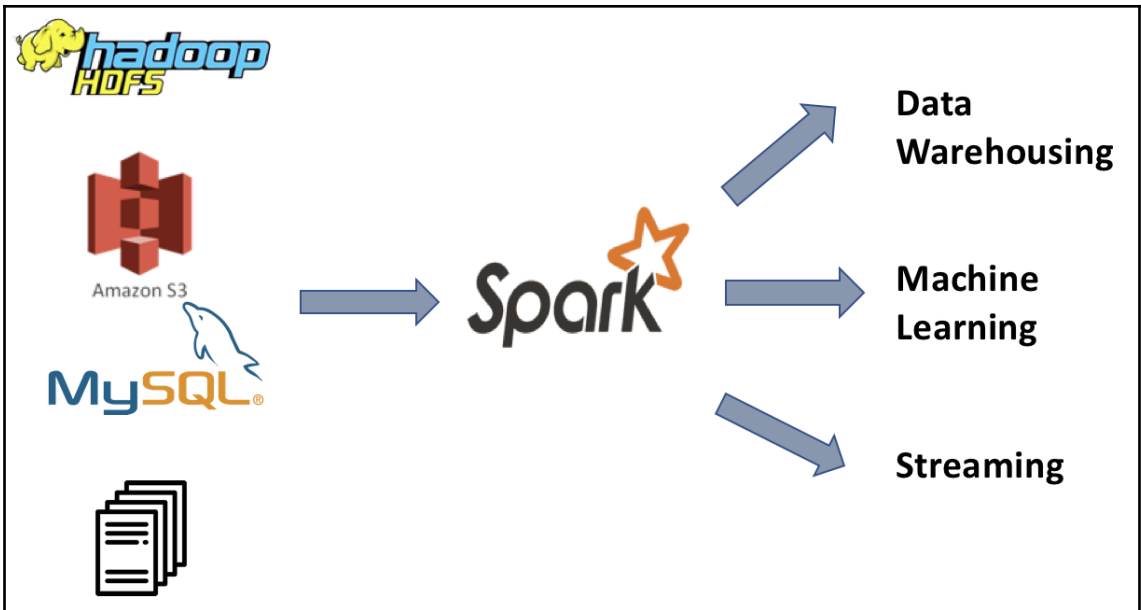 hadoop
HDFS
Amazon S3
MySQL®
Spark
Data
Warehousing
Machine
Learning
Streaming